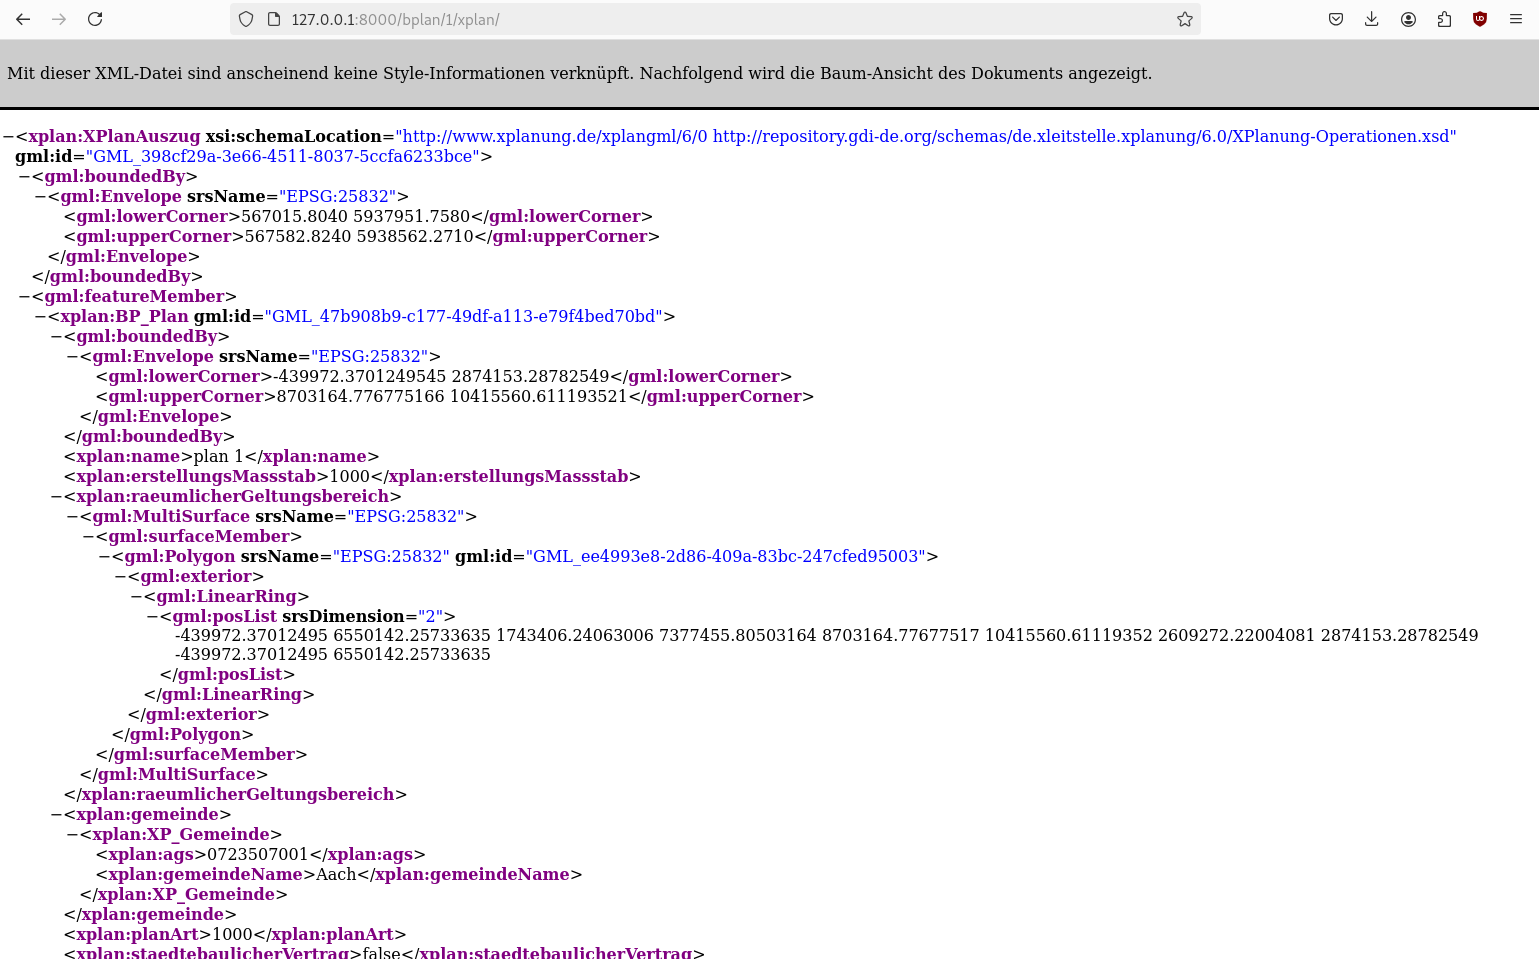 127.0.0.1:8000/bplan/1/xplan/
Mit dieser XML-Datei sind anscheinend keine Style-Informationen verknüpft. Nachfolgend wird die Baum-Ansicht des Dokuments angezeigt.
−<xplan:XPlanAuszug xsi:schemaLocation="http://www.xplanung.de/xplangml/6/0 http://repository.gdi-de.org/schemas/de.xleitstelle.xplanung/6.0/XPlanung-Operationen.xsd"
gml:id="GML_398cf29a-3e66-4511-8037-5ccfa6233bce">
−<gml:boundedBy>
−<gml:Envelope srsName="EPSG:25832">
<gml:lowerCorner>567015.8040 5937951.7580</gml:lowerCorner>
<gml:upperCorner>567582.8240 5938562.2710</gml:upperCorner>
</gml:Envelope>
</gml:boundedBy>
−<gml:featureMember>
−<xplan:BP_Plan gml:id="GML_47b908b9-c177-49df-a113-e79f4bed70bd">
−<gml:boundedBy>
−<gml:Envelope srsName="EPSG:25832">
<gml:lowerCorner>-439972.3701249545 2874153.28782549</gml:lowerCorner>
<gml:upperCorner>8703164.776775166 10415560.611193521</gml:upperCorner>
</gml:Envelope>
</gml:boundedBy>
<xplan:name>plan 1</xplan:name>
<xplan:erstellungsMassstab>1000</xplan:erstellungsMassstab>
−<xplan:raeumlicherGeltungsbereich>
−<gml:MultiSurface srsName="EPSG:25832">
−<gml:surfaceMember>
−<gml:Polygon srsName="EPSG:25832" gml:id="GML_ee4993e8-2d86-409a-83bc-247cfed95003">
−<gml:exterior>
−<gml:LinearRing>
−<gml:posList srsDimension="2">
-439972.37012495 6550142.25733635 1743406.24063006 7377455.80503164 8703164.77677517 10415560.61119352 2609272.22004081 2874153.28782549
-439972.37012495 6550142.25733635
</gml:posList>
</gml:LinearRing>
</gml:exterior>
</gml:Polygon>
</gml:surfaceMember>
</gml:MultiSurface>
</xplan:raeumlicherGeltungsbereich>
−<xplan:gemeinde>
−<xplan:XP_Gemeinde>
<xplan:ags>0723507001</xplan:ags>
<xplan:gemeindeName>Aach</xplan:gemeindeName>
</xplan:XP_Gemeinde>
</xplan:gemeinde>
<xplan:planArt>1000</xplan:planArt>
<xplan:staedtebaulicherVertrag>false</xplan:staedtebaulicherVertrag>